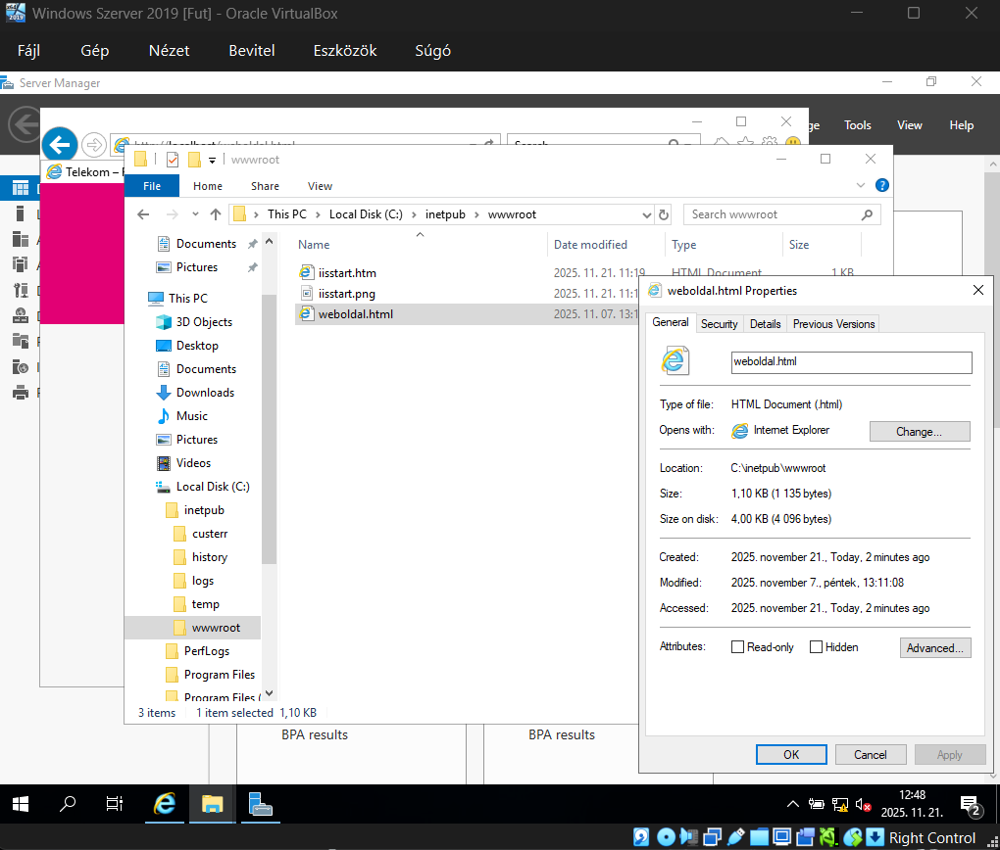 Windows Szerver 2019 [Fut] - Oracle VirtualBox
Fájl Gép Nézet Bevitel Eszközök Súgó
Server Manager
Tools View Help
Telekom –
wwwroot
File Home Share View
This PC > Local Disk (C:) > inetpub > wwwroot
Search wwwroot
Name Date modified Type Size
iisstart.htm 2025. 11. 21. 11:19 HTML Document 1 KB
iisstart.png 2025. 11. 21. 11:1
weboldal.html 2025. 11. 07. 13:1
Documents
Pictures
This PC
3D Objects
Desktop
Documents
Downloads
Music
Pictures
Videos
Local Disk (C:)
inetpub
custerr
history
logs
temp
wwwroot
PerfLogs
Program Files
Program Files (
3 items 1 item selected 1,10 KB
weboldal.html Properties
General Security Details Previous Versions
weboldal.html
Type of file: HTML Document (.html)
Opens with: Internet Explorer Change...
Location: C:\inetpub\wwwroot
Size: 1,10 KB (1 135 bytes)
Size on disk: 4,00 KB (4 096 bytes)
Created: 2025. november 21., Today, 2 minutes ago
Modified: 2025. november 7., péntek, 13:11:08
Accessed: 2025. november 21., Today, 2 minutes ago
Attributes: Read-only Hidden Advanced...
OK Cancel Apply
BPA results BPA results
12:48
2025. 11. 21.
2
Right Control